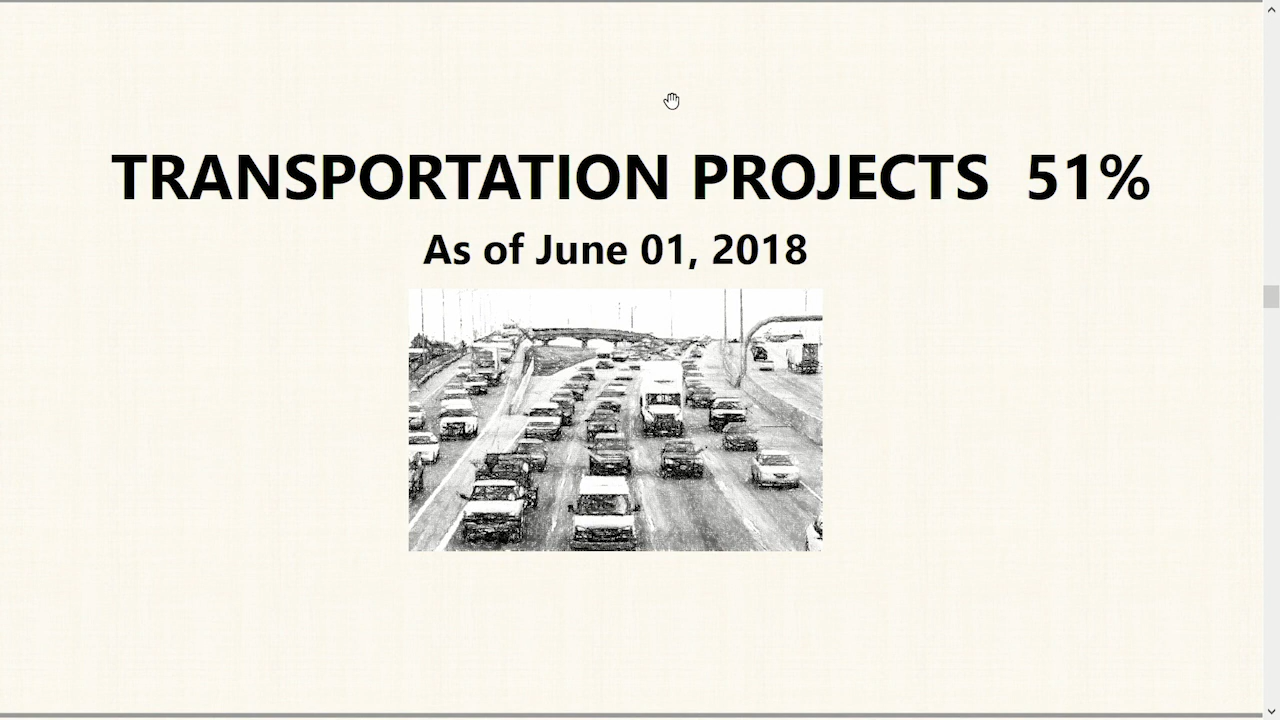 TRANSPORTATION PROJECTS 51%
As of June 01, 2018